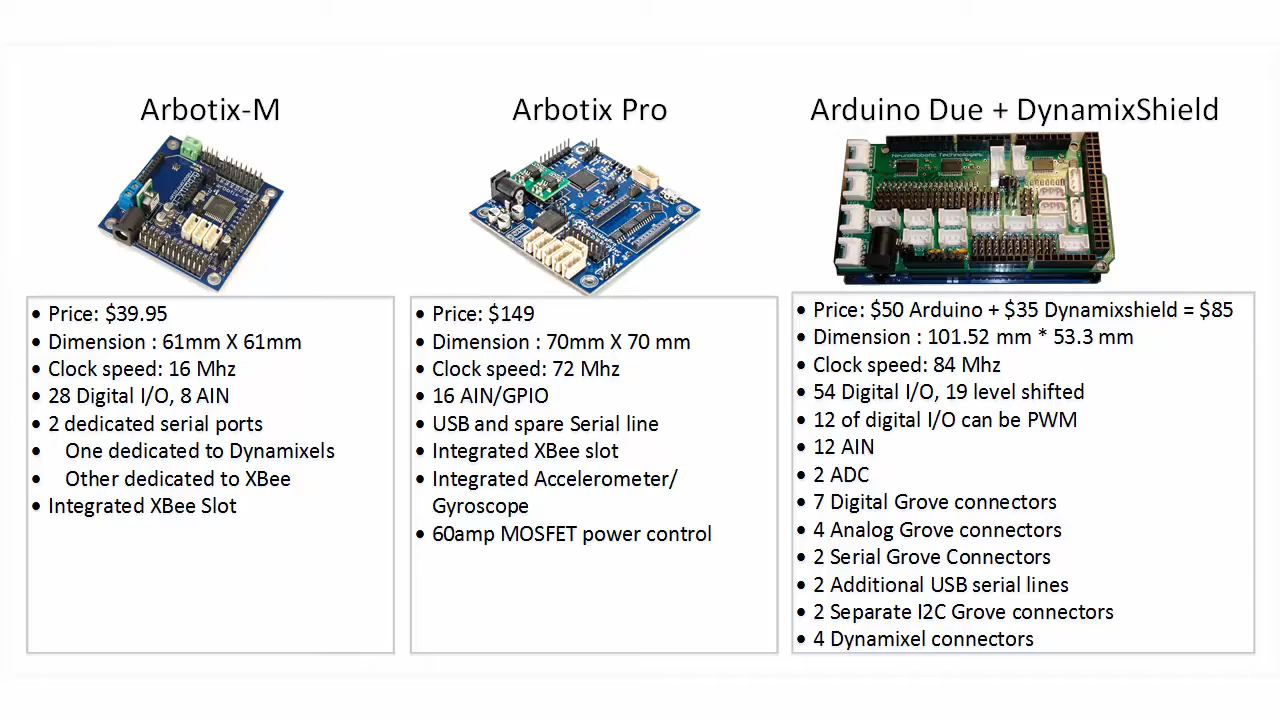 Arbotix-M
• Price: $39.95
• Dimension : 61mm X 61mm
• Clock speed: 16 Mhz
• 28 Digital I/O, 8 AIN
• 2 dedicated serial ports
• One dedicated to Dynamixels
• Other dedicated to XBee
• Integrated XBee Slot
Arbotix Pro
• Price: $149
• Dimension : 70mm X 70 mm
• Clock speed: 72 Mhz
• 16 AIN/GPIO
• USB and spare Serial line
• Integrated XBee slot
• Integrated Accelerometer/
Gyroscope
• 60amp MOSFET power control
Arduino Due + DynamixShield
NeuroRobotic Technologies
• Price: $50 Arduino + $35 Dynamixshield = $85
• Dimension : 101.52 mm * 53.3 mm
• Clock speed: 84 Mhz
• 54 Digital I/O, 19 level shifted
• 12 of digital I/O can be PWM
• 12 AIN
• 2 ADC
• 7 Digital Grove connectors
• 4 Analog Grove connectors
• 2 Serial Grove Connectors
• 2 Additional USB serial lines
• 2 Separate I2C Grove connectors
• 4 Dynamixel connectors